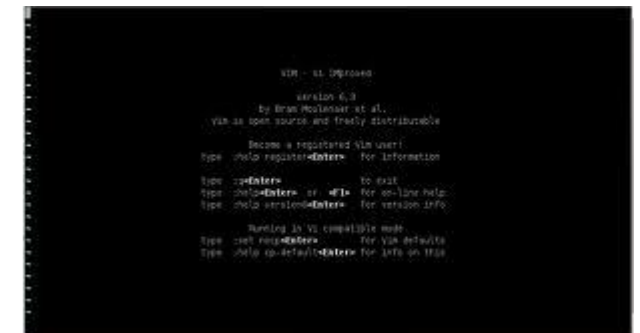 VIM - Vi IMproved
version 6.3
by Bram Moolenaar et al.
Vim is open source and freely distributable
Become a registered Vim user!
type :help register<Enter> for information
type :q<Enter> to exit
type :help<Enter> or <F1> for on-line help
type :help version6<Enter> for version info
Running in Vi compatible mode
type :set nocp<Enter> for Vim defaults
type :help cp-default<Enter> for info on this